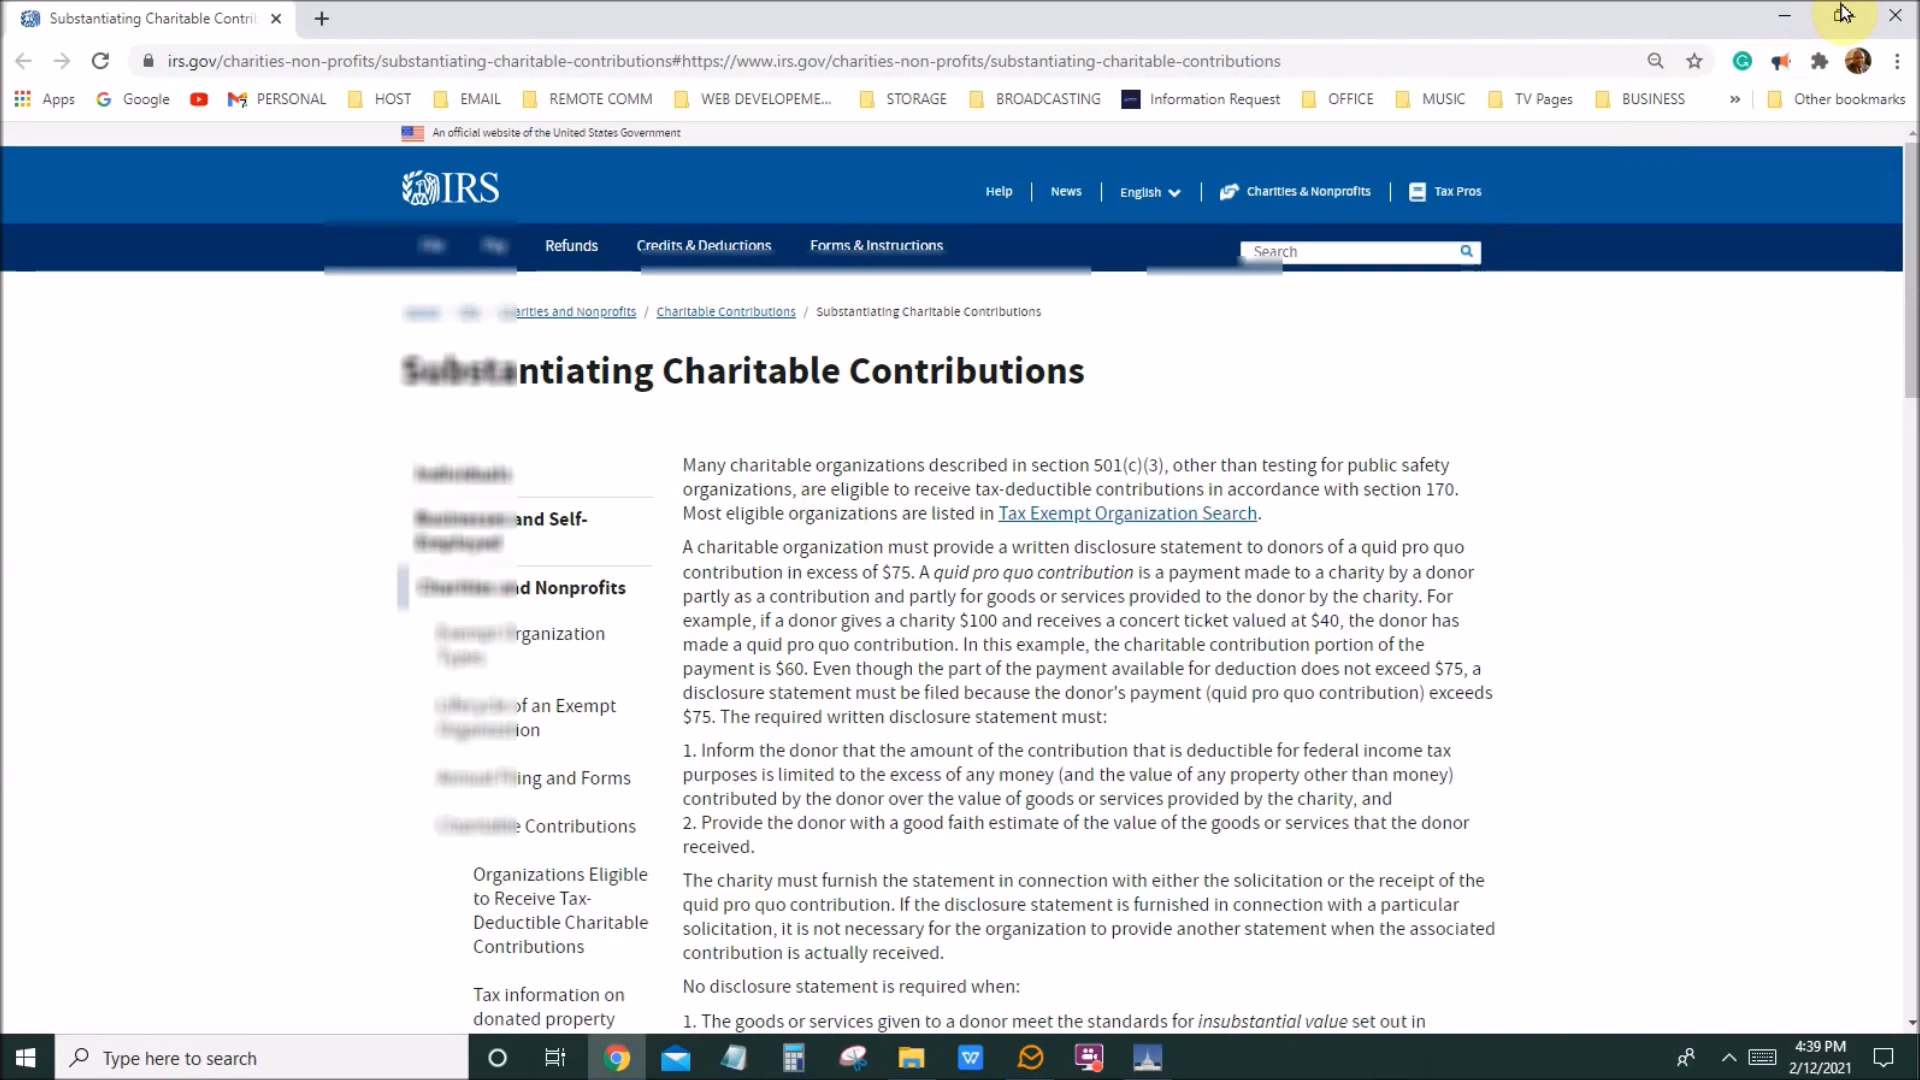 Substantiating Charitable Contri
irs.gov/charities-non-profits/substantiating-charitable-contributions#https://www.irs.gov/charities-non-profits/substantiating-charitable-contributions
Apps Google PERSONAL HOST EMAIL REMOTE COMM WEB DEVELOPEME... STORAGE BROADCASTING Information Request OFFICE MUSIC TV Pages BUSINESS » Other bookmarks
An official website of the United States Government
IRS
Help News English Charities & Nonprofits Tax Pros
Refunds Credits & Deductions Forms & Instructions Search
arities and Nonprofits / Charitable Contributions / Substantiating Charitable Contributions
Substantiating Charitable Contributions
and Self-
Charities and Nonprofits
Organization
of an Exempt
Filing and Forms
Charitable Contributions
Organizations Eligible
to Receive Tax-
Deductible Charitable
Contributions
Tax information on
donated property
Many charitable organizations described in section 501(c)(3), other than testing for public safety
organizations, are eligible to receive tax-deductible contributions in accordance with section 170.
Most eligible organizations are listed in Tax Exempt Organization Search.
A charitable organization must provide a written disclosure statement to donors of a quid pro quo
contribution in excess of $75. A quid pro quo contribution is a payment made to a charity by a donor
partly as a contribution and partly for goods or services provided to the donor by the charity. For
example, if a donor gives a charity $100 and receives a concert ticket valued at $40, the donor has
made a quid pro quo contribution. In this example, the charitable contribution portion of the
payment is $60. Even though the part of the payment available for deduction does not exceed $75, a
disclosure statement must be filed because the donor's payment (quid pro quo contribution) exceeds
$75. The required written disclosure statement must:
1. Inform the donor that the amount of the contribution that is deductible for federal income tax
purposes is limited to the excess of any money (and the value of any property other than money)
contributed by the donor over the value of goods or services provided by the charity, and
2. Provide the donor with a good faith estimate of the value of the goods or services that the donor
received.
The charity must furnish the statement in connection with either the solicitation or the receipt of the
quid pro quo contribution. If the disclosure statement is furnished in connection with a particular
solicitation, it is not necessary for the organization to provide another statement when the associated
contribution is actually received.
No disclosure statement is required when:
1. The goods or services given to a donor meet the standards for insubstantial value set out in
Type here to search
4:39 PM
2/12/2021